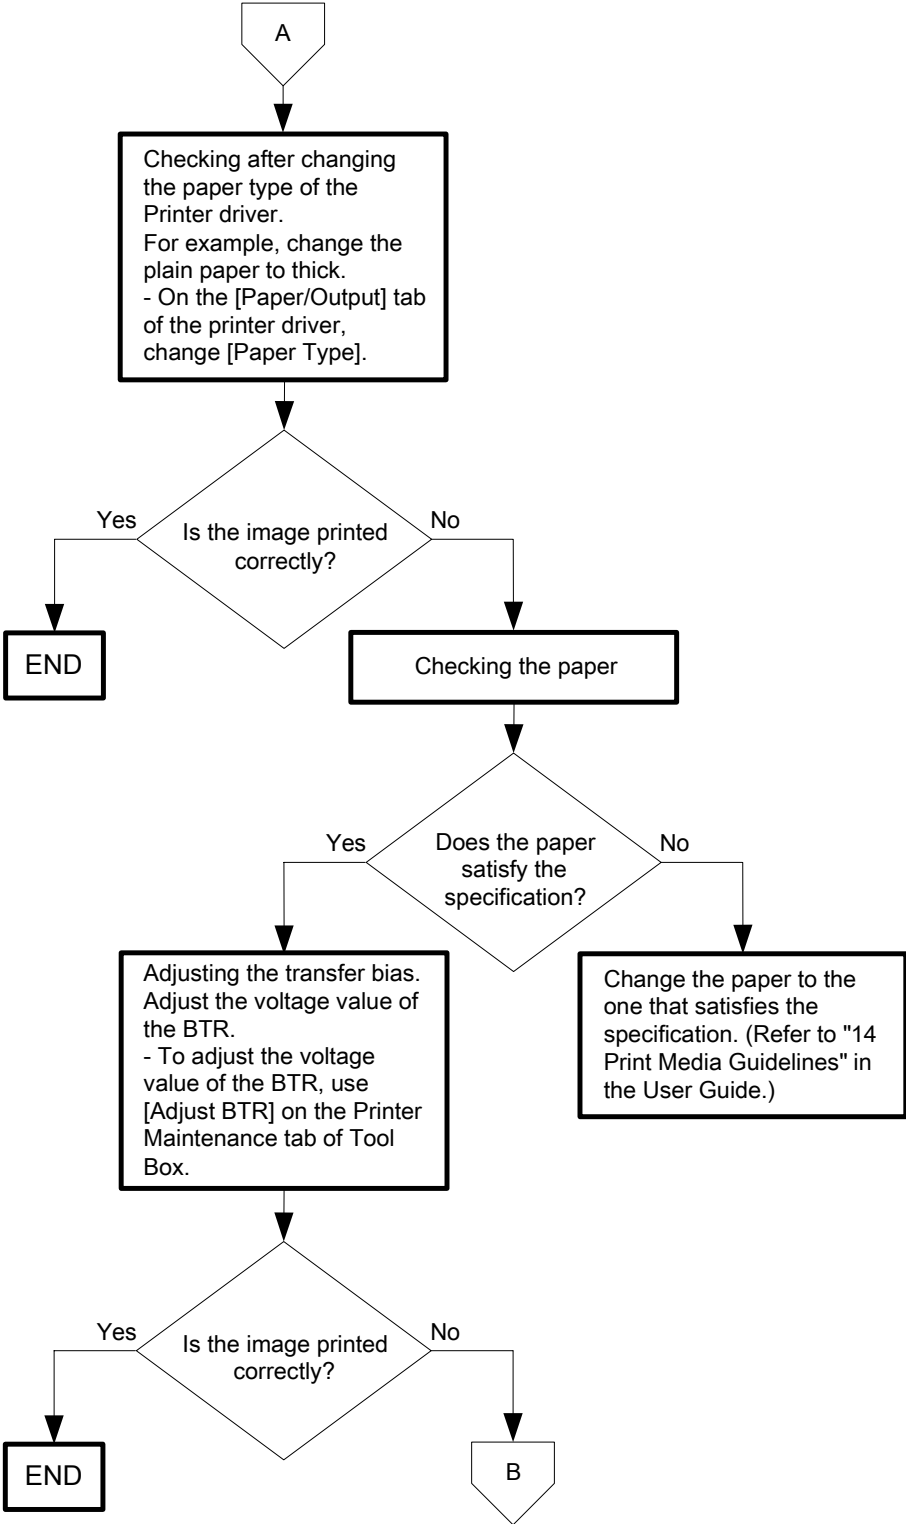 A
Checking after changing
the paper type of the
Printer driver.
For example, change the
plain paper to thick.
- On the [Paper/Output] tab
of the printer driver,
change [Paper Type].
Yes
Is the image printed
correctly?
No
END
Checking the paper
Yes
Does the paper
satisfy the
specification?
No
Adjusting the transfer bias.
Adjust the voltage value of
the BTR.
- To adjust the voltage
value of the BTR, use
[Adjust BTR] on the Printer
Maintenance tab of Tool
Box.
Change the paper to the
one that satisfies the
specification. (Refer to "14
Print Media Guidelines" in
the User Guide.)
Yes
Is the image printed
correctly?
No
END
B